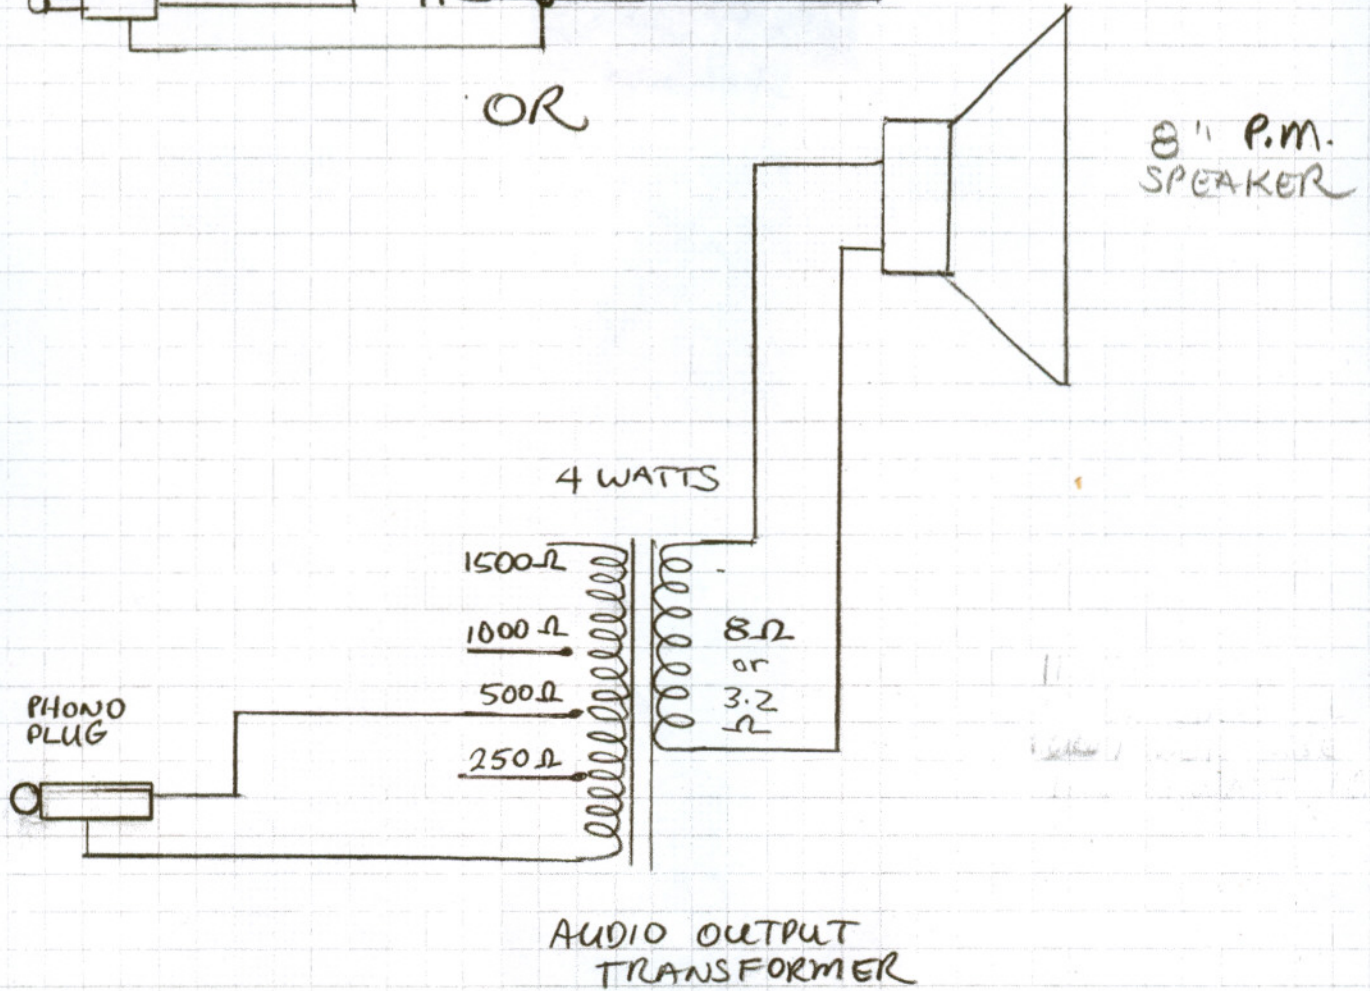 OR
8" P.M.
SPEAKER
4 WATTS
1500Ω
1000Ω
500Ω
250Ω
8Ω
or
3.2
Ω
PHONO
PLUG
AUDIO OUTPUT
TRANSFORMER